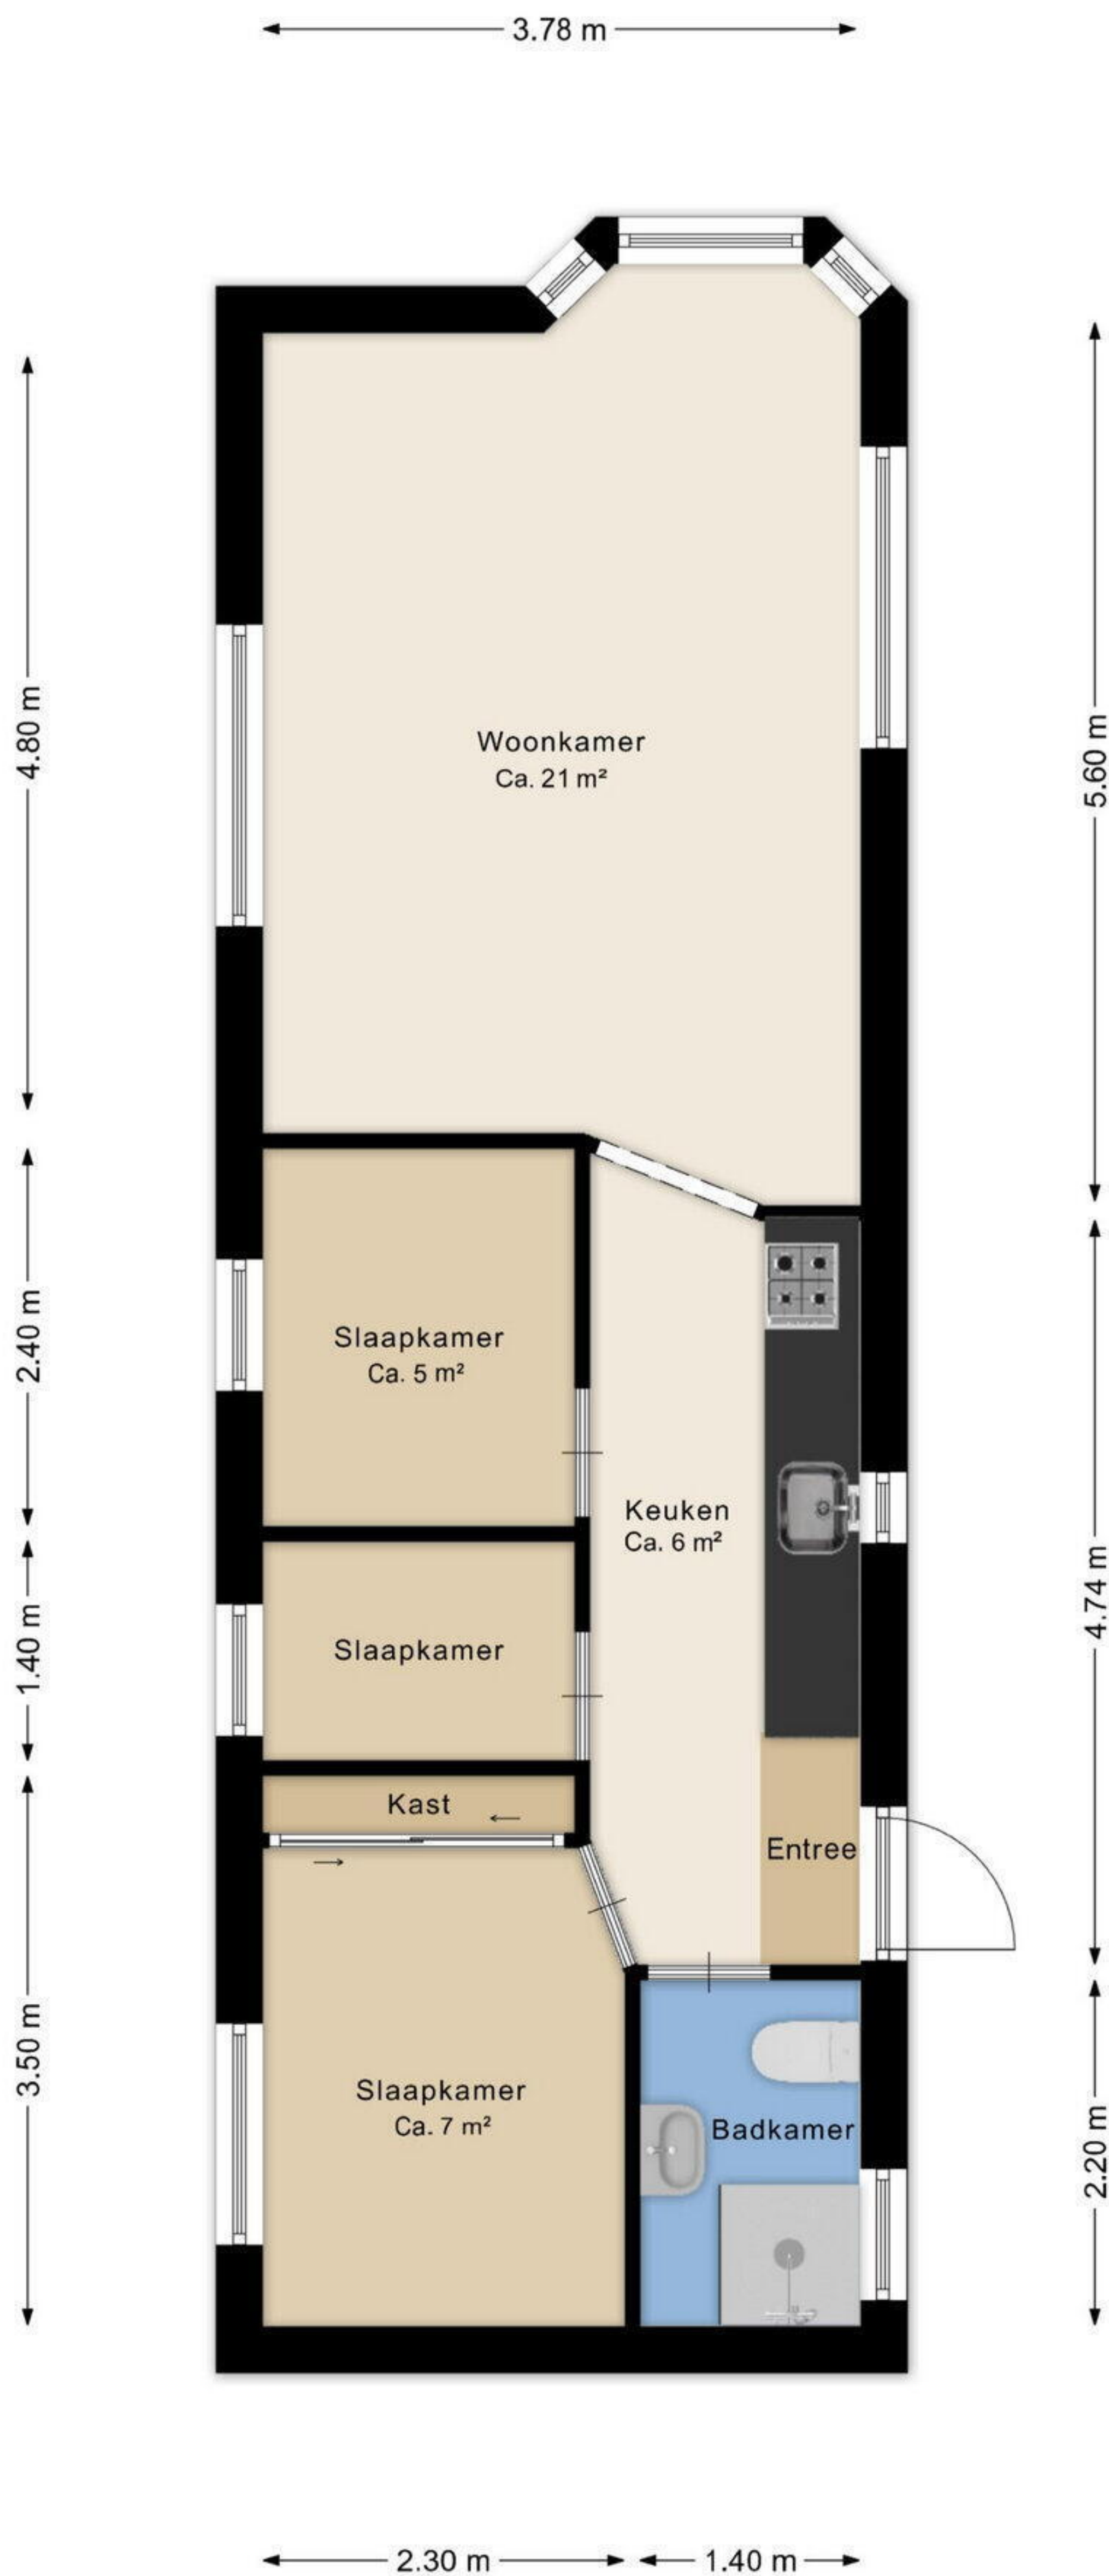 3.78 m
4.80 m
5.60 m
Woonkamer
Ca. 21 m²
2.40 m
Slaapkamer
Ca. 5 m²
Keuken
Ca. 6 m²
4.74 m
1.40 m
Slaapkamer
Kast
Entree
3.50 m
Slaapkamer
Ca. 7 m²
Badkamer
2.20 m
2.30 m
1.40 m